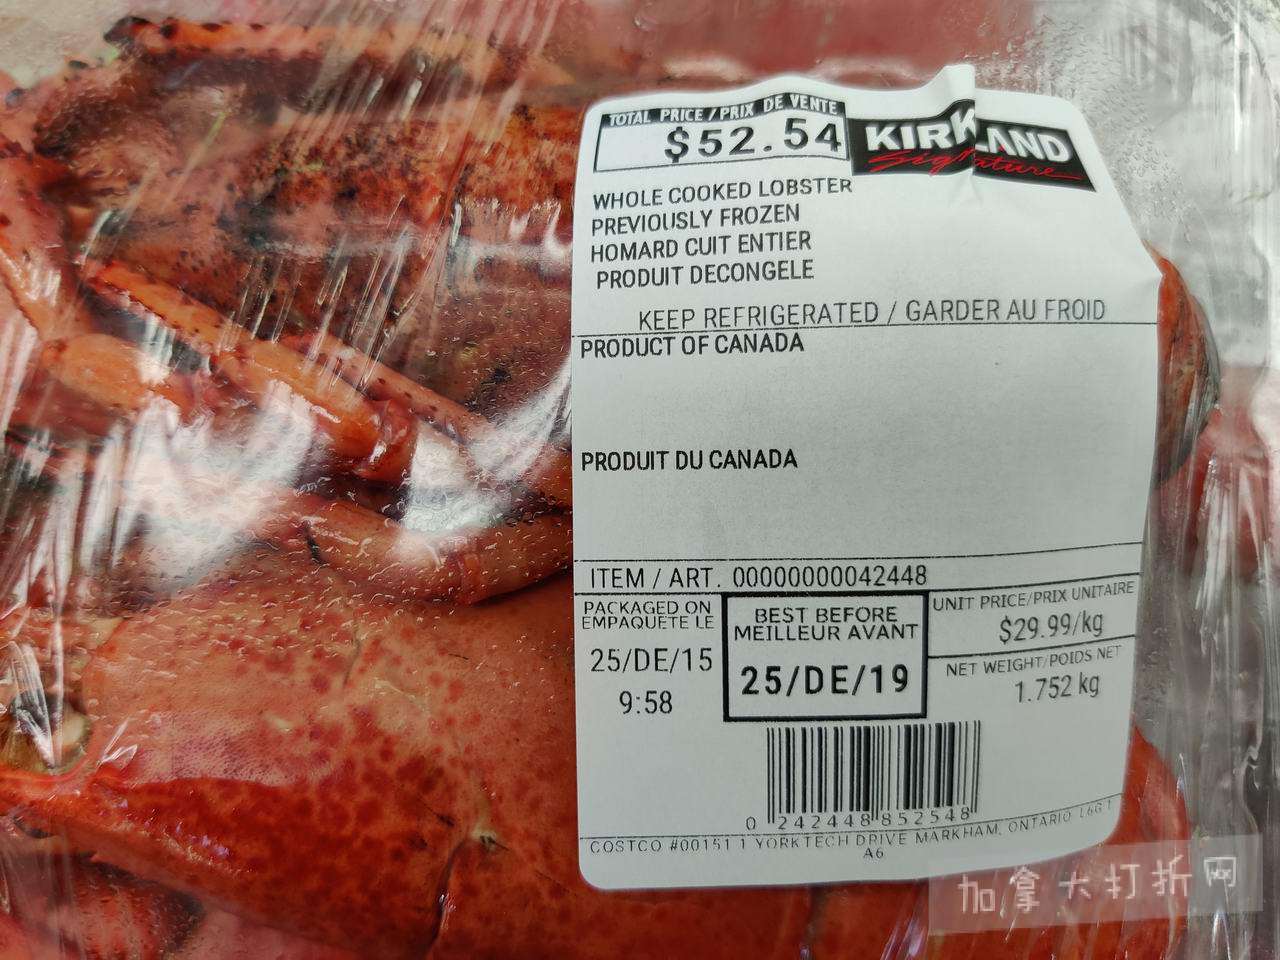 TOTAL PRICE / PRIX DE VENTE
$52.54
KIRKLAND
Signature
WHOLE COOKED LOBSTER
PREVIOUSLY FROZEN
HOMARD CUIT ENTIER
PRODUIT DECONGELE
KEEP REFRIGERATED / GARDER AU FROID
PRODUCT OF CANADA
PRODUIT DU CANADA
ITEM / ART. 00000000042448
PACKAGED ON
EMPAQUETE LE
25/DE/15
9:58
BEST BEFORE
MEILLEUR AVANT
25/DE/19
UNIT PRICE/PRIX UNITAIRE
$29.99/kg
NET WEIGHT/POIDS NET
1.752 kg
0 242448 852548
COSTCO #00151 1 YORKTECH DRIVE MARKHAM, ONTARIO L6G 1
A6
加拿大打折网